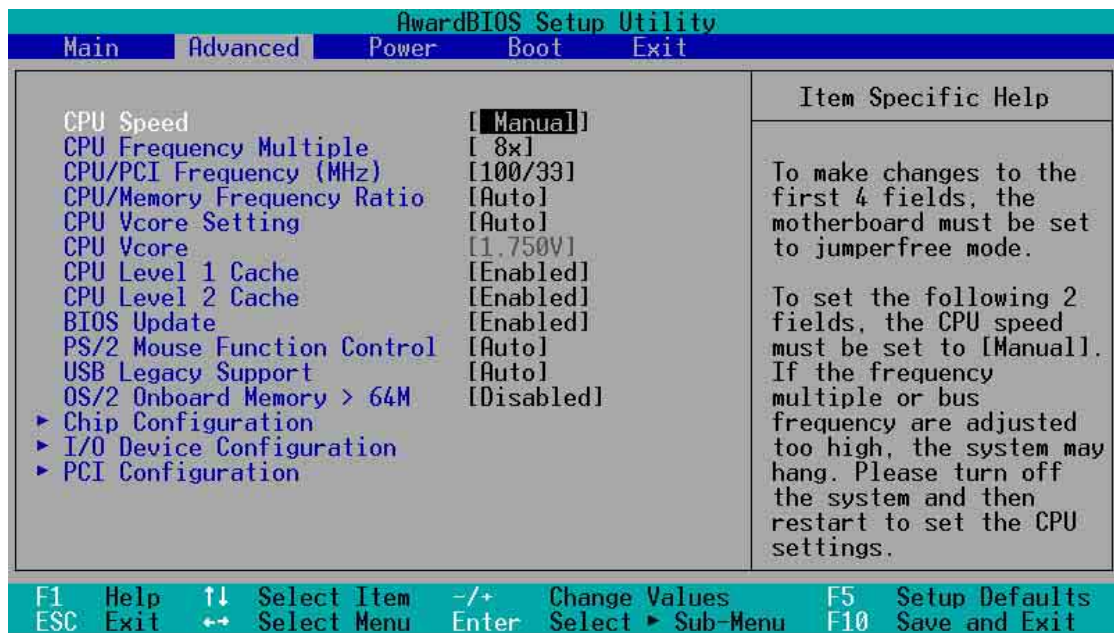 AwardBIOS Setup Utility
Main Advanced Power Boot Exit
CPU Speed [ Manual]
CPU Frequency Multiple [ 8x]
CPU/PCI Frequency (MHz) [100/33]
CPU/Memory Frequency Ratio [Auto]
CPU Vcore Setting [Auto]
CPU Vcore [1.750V]
CPU Level 1 Cache [Enabled]
CPU Level 2 Cache [Enabled]
BIOS Update [Enabled]
PS/2 Mouse Function Control [Auto]
USB Legacy Support [Auto]
OS/2 Onboard Memory > 64M [Disabled]
► Chip Configuration
► I/O Device Configuration
► PCI Configuration
Item Specific Help
To make changes to the
first 4 fields, the
motherboard must be set
to jumperfree mode.
To set the following 2
fields, the CPU speed
must be set to [Manual].
If the frequency
multiple or bus
frequency are adjusted
too high, the system may
hang. Please turn off
the system and then
restart to set the CPU
settings.
F1 Help ↑↓ Select Item -/+ Change Values F5 Setup Defaults
ESC Exit ←→ Select Menu Enter Select ► Sub-Menu F10 Save and Exit